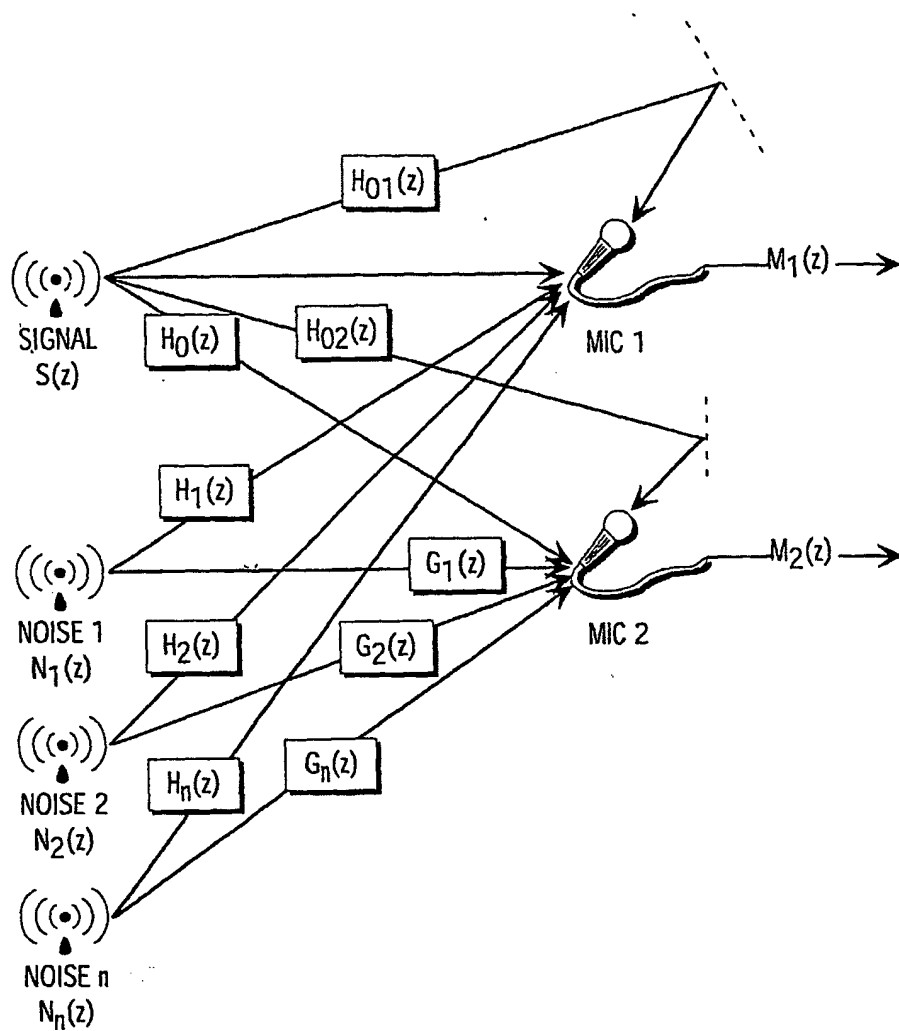 H01(z)
M1(z)
SIGNAL
S(z)
H0(z)
H02(z)
MIC 1
H1(z)
M2(z)
G1(z)
NOISE 1
N1(z)
H2(z)
G2(z)
MIC 2
Hn(z)
Gn(z)
NOISE 2
N2(z)
NOISE n
Nn(z)